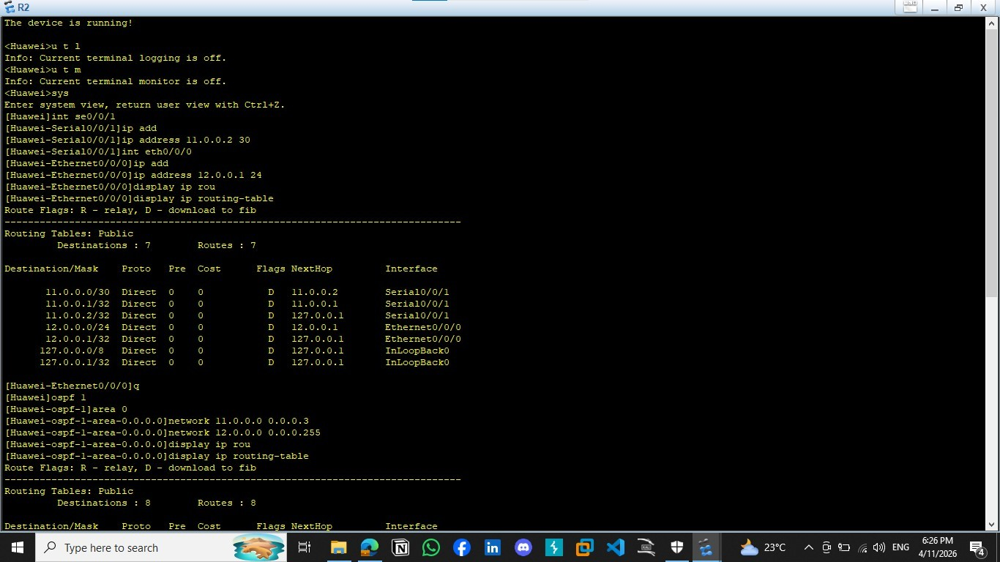 R2
The device is running!
<Huawei>u t l
Info: Current terminal logging is off.
<Huawei>u t m
Info: Current terminal monitor is off.
<Huawei>sys
Enter system view, return user view with Ctrl+Z.
[Huawei]int se0/0/1
[Huawei-Serial0/0/1]ip add
[Huawei-Serial0/0/1]ip address 11.0.0.2 30
[Huawei-Serial0/0/1]int eth0/0/0
[Huawei-Ethernet0/0/0]ip add
[Huawei-Ethernet0/0/0]ip address 12.0.0.1 24
[Huawei-Ethernet0/0/0]display ip rou
[Huawei-Ethernet0/0/0]display ip routing-table
Route Flags: R - relay, D - download to fib
------------------------------------------------------------------------------
Routing Tables: Public
         Destinations : 7        Routes : 7
Destination/Mask    Proto   Pre  Cost      Flags NextHop         Interface
       11.0.0.0/30  Direct  0    0           D   11.0.0.2        Serial0/0/1
       11.0.0.1/32  Direct  0    0           D   11.0.0.1        Serial0/0/1
       11.0.0.2/32  Direct  0    0           D   127.0.0.1       Serial0/0/1
       12.0.0.0/24  Direct  0    0           D   12.0.0.1        Ethernet0/0/0
       12.0.0.1/32  Direct  0    0           D   127.0.0.1       Ethernet0/0/0
      127.0.0.0/8   Direct  0    0           D   127.0.0.1       InLoopBack0
      127.0.0.1/32  Direct  0    0           D   127.0.0.1       InLoopBack0
[Huawei-Ethernet0/0/0]q
[Huawei]ospf 1
[Huawei-ospf-1]area 0
[Huawei-ospf-1-area-0.0.0.0]network 11.0.0.0 0.0.0.3
[Huawei-ospf-1-area-0.0.0.0]network 12.0.0.0 0.0.0.255
[Huawei-ospf-1-area-0.0.0.0]display ip rou
[Huawei-ospf-1-area-0.0.0.0]display ip routing-table
Route Flags: R - relay, D - download to fib
------------------------------------------------------------------------------
Routing Tables: Public
         Destinations : 8        Routes : 8
Destination/Mask    Proto   Pre  Cost      Flags NextHop         Interface
Type here to search
23°C
ENG
6:26 PM
4/11/2026
4